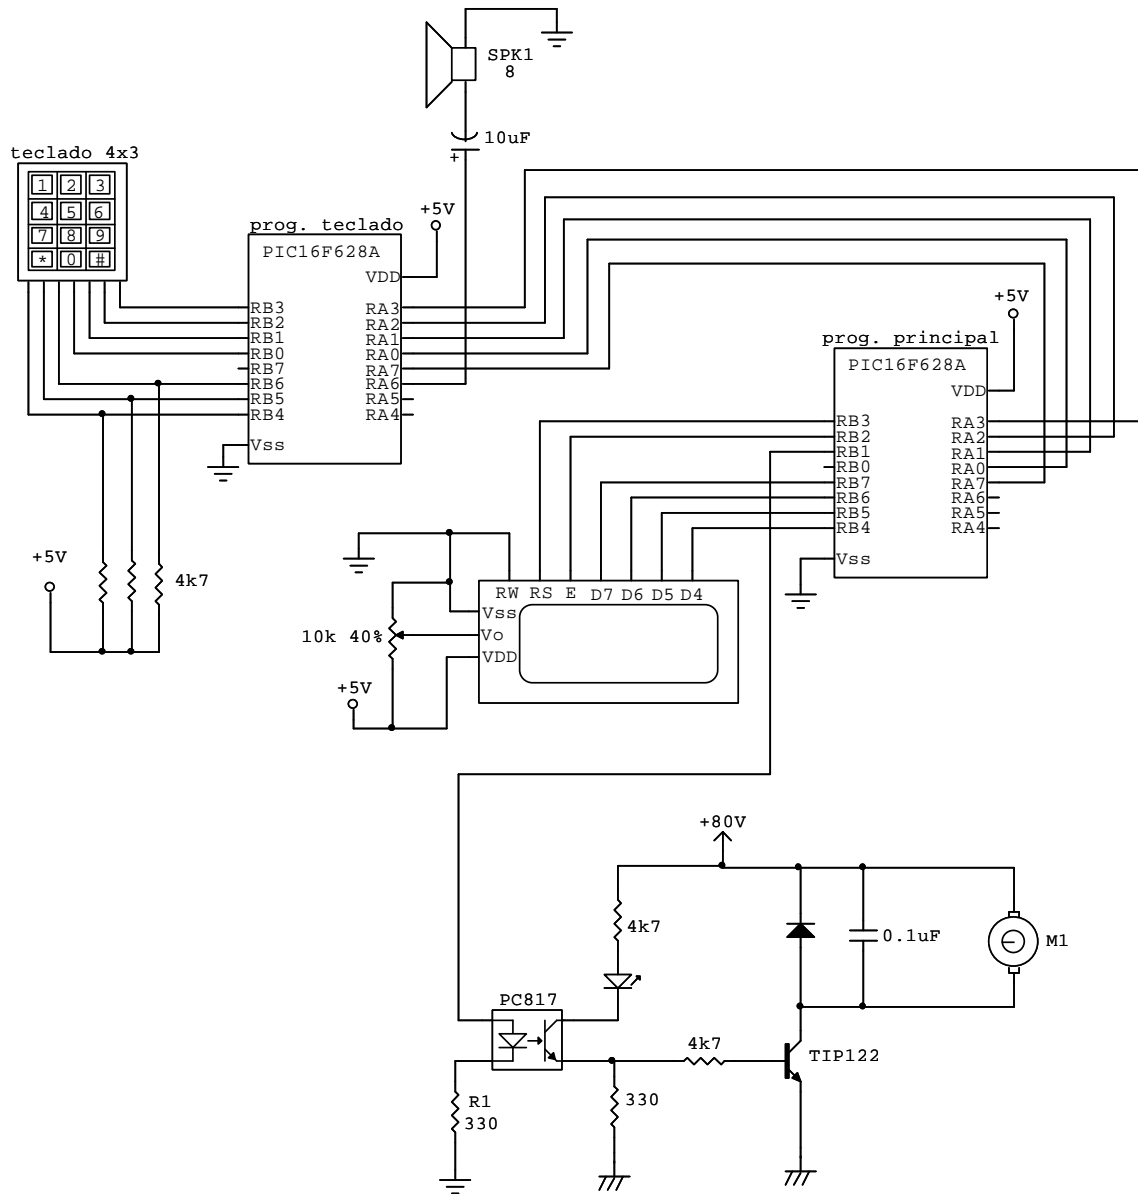 SPK1
8
10uF
+
teclado 4x3
1 2 3
4 5 6
7 8 9
* 0 #
+5V
prog. teclado
PIC16F628A
VDD
RB3 RA3
RB2 RA2
RB1 RA1
RB0 RA0
RB7 RA7
RB6 RA6
RB5 RA5
RB4 RA4
Vss
+5V
prog. principal
PIC16F628A
VDD
RB3 RA3
RB2 RA2
RB1 RA1
RB0 RA0
RB7 RA7
RB6 RA6
RB5 RA5
RB4 RA4
Vss
+5V
4k7
RW RS E D7 D6 D5 D4
Vss
Vo
VDD
10k 40%
+5V
+80V
4k7
0.1uF
M1
PC817
4k7
TIP122
R1
330
330